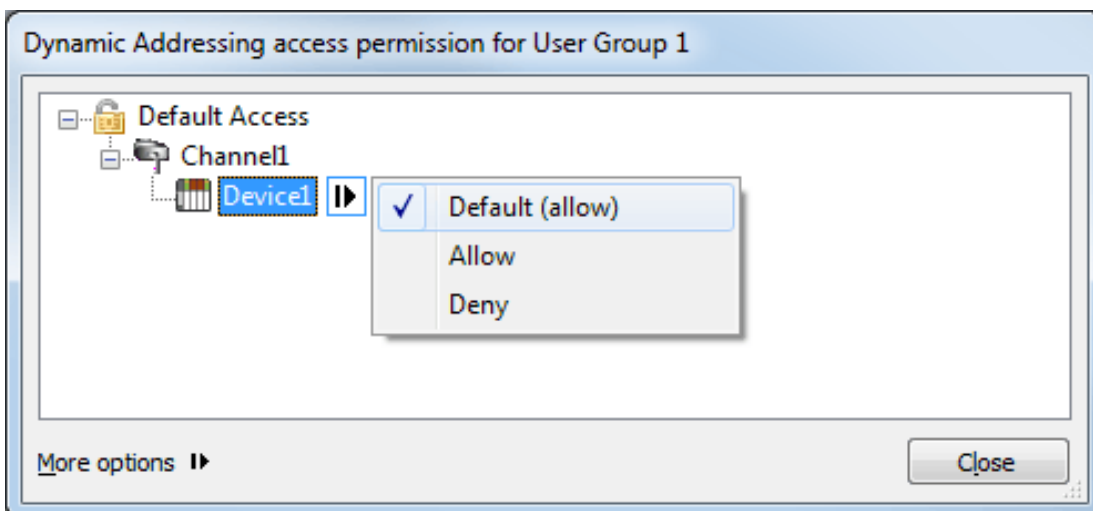 Dynamic Addressing access permission for User Group 1
Default Access
Channel1
Device1
Default (allow)
Allow
Deny
More options
Close